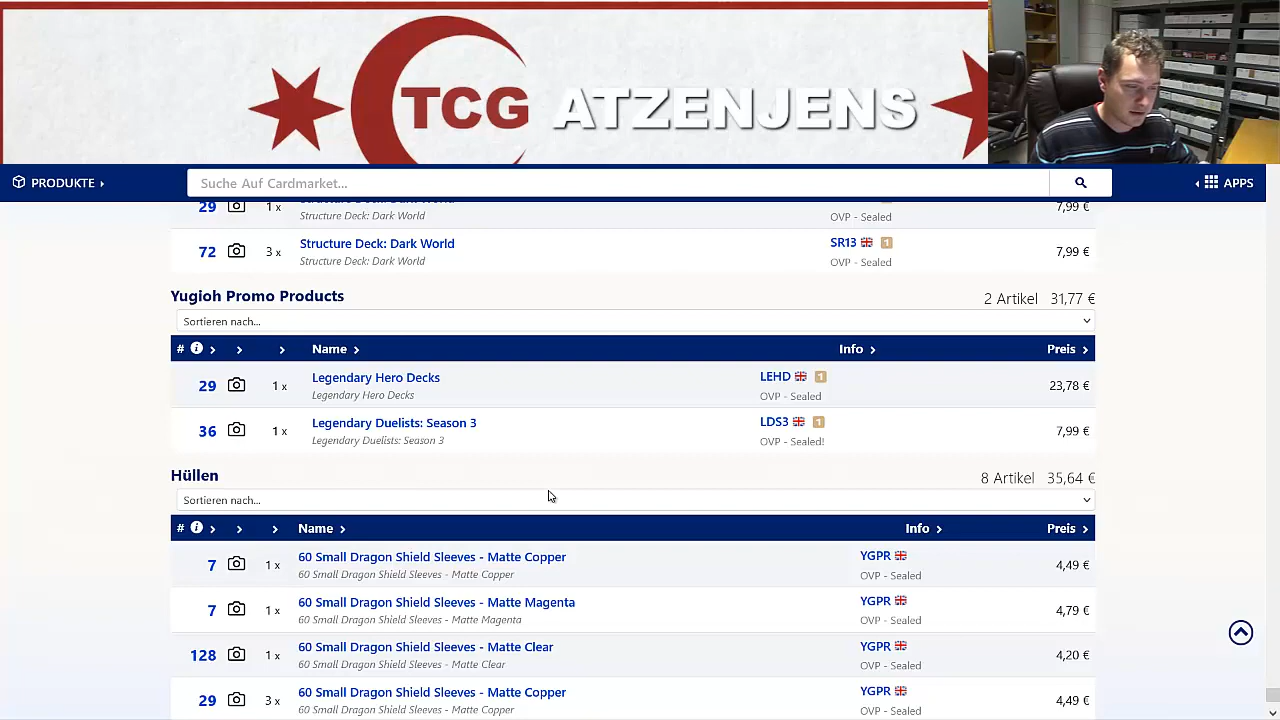 TCG ATZENJENS
PRODUKTE
Suche Auf Cardmarket...
APPS
29 1 x 7,99 €
Structure Deck: Dark World OVP - Sealed
72 3 x Structure Deck: Dark World SR13 1 7,99 €
Structure Deck: Dark World OVP - Sealed
Yugioh Promo Products 2 Artikel 31,77 €
Sortieren nach...
# Name Info Preis
29 1 x Legendary Hero Decks LEHD 1 23,78 €
Legendary Hero Decks OVP - Sealed
36 1 x Legendary Duelists: Season 3 LDS3 1 7,99 €
Legendary Duelists: Season 3 OVP - Sealed!
Hüllen 8 Artikel 35,64 €
Sortieren nach...
# Name Info Preis
7 1 x 60 Small Dragon Shield Sleeves - Matte Copper YGPR 4,49 €
60 Small Dragon Shield Sleeves - Matte Copper OVP - Sealed
7 1 x 60 Small Dragon Shield Sleeves - Matte Magenta YGPR 4,79 €
60 Small Dragon Shield Sleeves - Matte Magenta OVP - Sealed
128 1 x 60 Small Dragon Shield Sleeves - Matte Clear YGPR 4,20 €
60 Small Dragon Shield Sleeves - Matte Clear OVP - Sealed
29 3 x 60 Small Dragon Shield Sleeves - Matte Copper YGPR 4,49 €
60 Small Dragon Shield Sleeves - Matte Copper OVP - Sealed